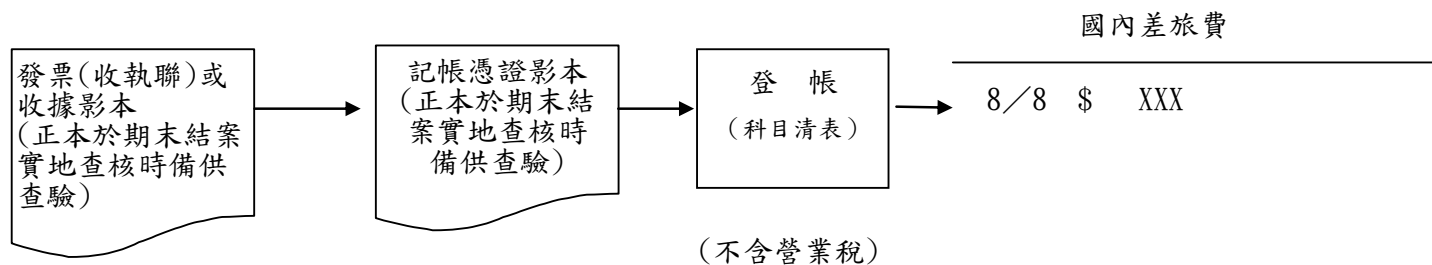 國內差旅費
發票(收執聯)或
收據影本
(正本於期末結案
實地查核時備供
查驗)
記帳憑證影本
(正本於期末結
案實地查核時
備供查驗)
登 帳
(科目清表)
8/8 $ XXX
(不含營業稅)